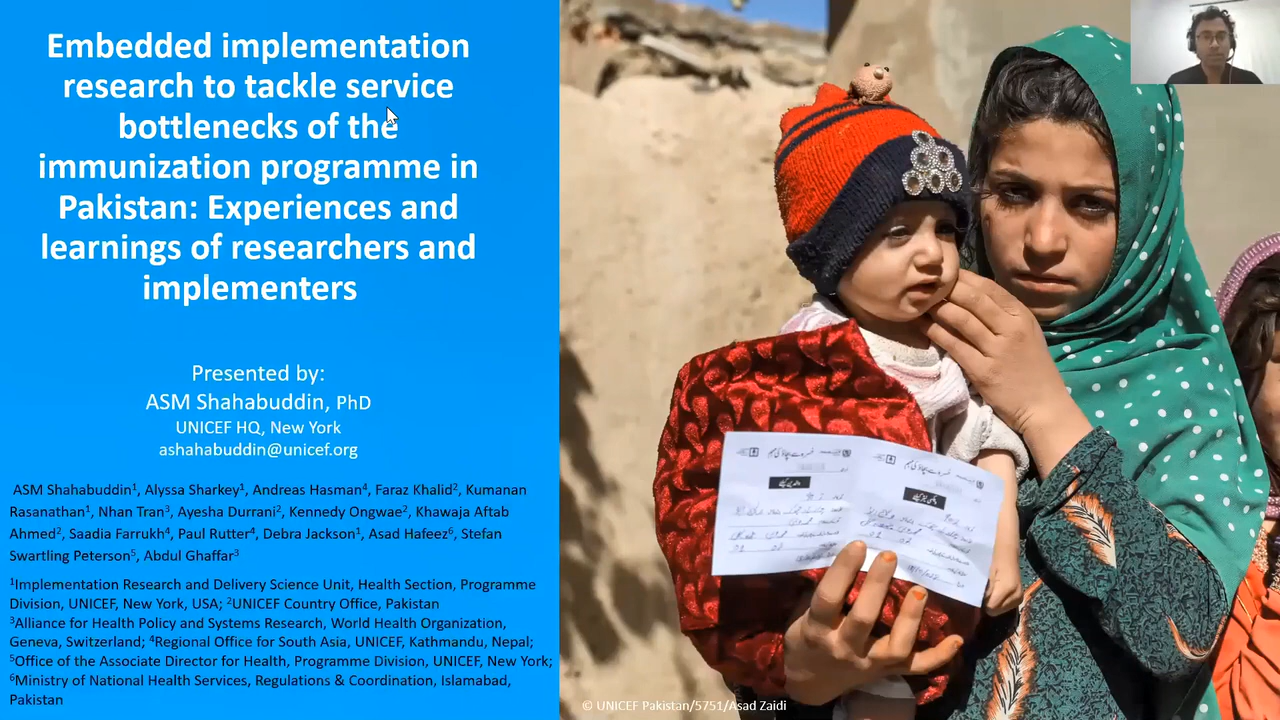 Embedded implementation
research to tackle service
bottlenecks of the
immunization programme in
Pakistan: Experiences and
learnings of researchers and
implementers
Presented by:
ASM Shahabuddin, PhD
UNICEF HQ, New York
ashahabuddin@unicef.org
ASM Shahabuddin¹, Alyssa Sharkey¹, Andreas Hasman⁴, Faraz Khalid², Kumanan
Rasanathan¹, Nhan Tran³, Ayesha Durrani², Kennedy Ongwae², Khawaja Aftab
Ahmed², Saadia Farrukh⁴, Paul Rutter⁴, Debra Jackson¹, Asad Hafeez⁶, Stefan
Swartling Peterson⁵, Abdul Ghaffar³
¹Implementation Research and Delivery Science Unit, Health Section, Programme
Division, UNICEF, New York, USA; ²UNICEF Country Office, Pakistan
³Alliance for Health Policy and Systems Research, World Health Organization,
Geneva, Switzerland; ⁴Regional Office for South Asia, UNICEF, Kathmandu, Nepal;
⁵Office of the Associate Director for Health, Programme Division, UNICEF, New York;
⁶Ministry of National Health Services, Regulations & Coordination, Islamabad,
Pakistan
© UNICEF Pakistan/5751/Asad Zaidi